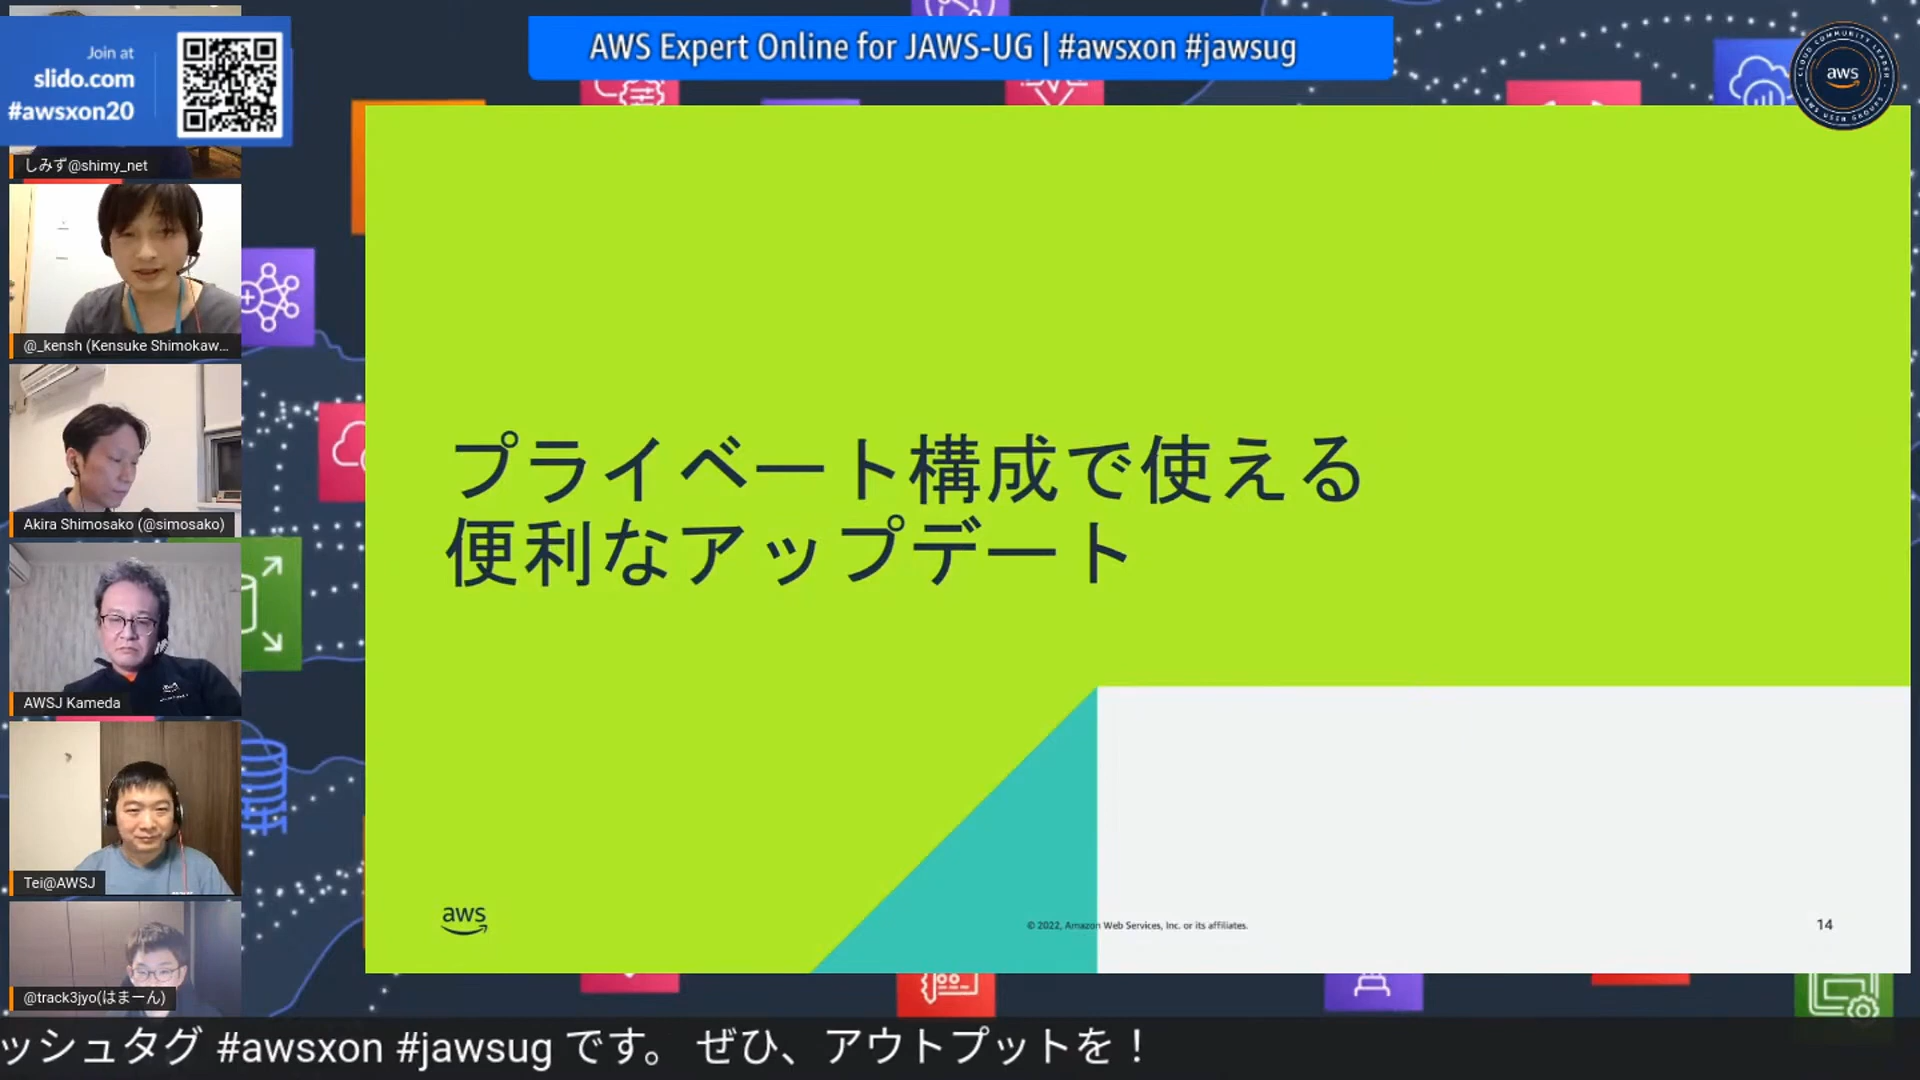 AWS Expert Online for JAWS-UG | #awsxon #jawsug
Join at
slido.com
#awsxon20
aws
しみず@shimy_net
@_kensh (Kensuke Shimokaw...
Akira Shimosako (@simosako)
AWSJ Kameda
Tei@AWSJ
@track3jyo(はまーん)
プライベート構成で使える
便利なアップデート
aws
© 2022, Amazon Web Services, Inc. or its affiliates.
14
ッシュタグ #awsxon #jawsug です。 ぜひ、アウトプットを！